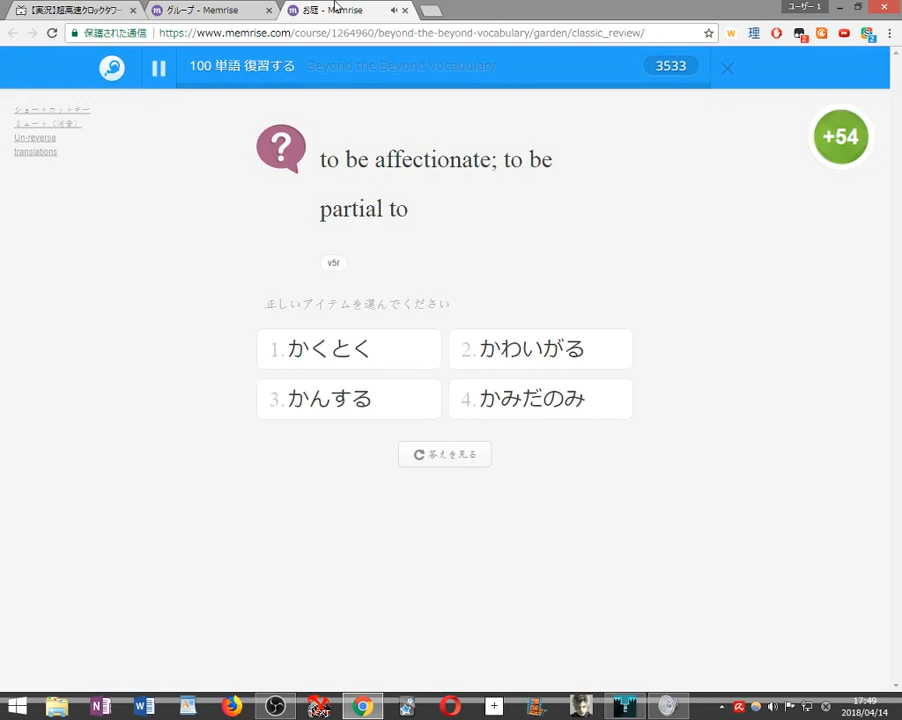 【実況】超高速クロックタワー
グループ - Memrise
お庭 - Memrise
ユーザー 1
保護された通信
https://www.memrise.com/course/1264960/beyond-the-beyond-vocabulary/garden/classic_review/
100 単語 復習する
Beyond the Beyond Vocabulary
3533
ショートカットキー
ミュート（消音）
Un-reverse
translations
+54
?
to be affectionate; to be
partial to
v5r
正しいアイテムを選んでください
1. かくとく
2. かわいがる
3. かんする
4. かみだのみ
答えを見る
17:49
2018/04/14